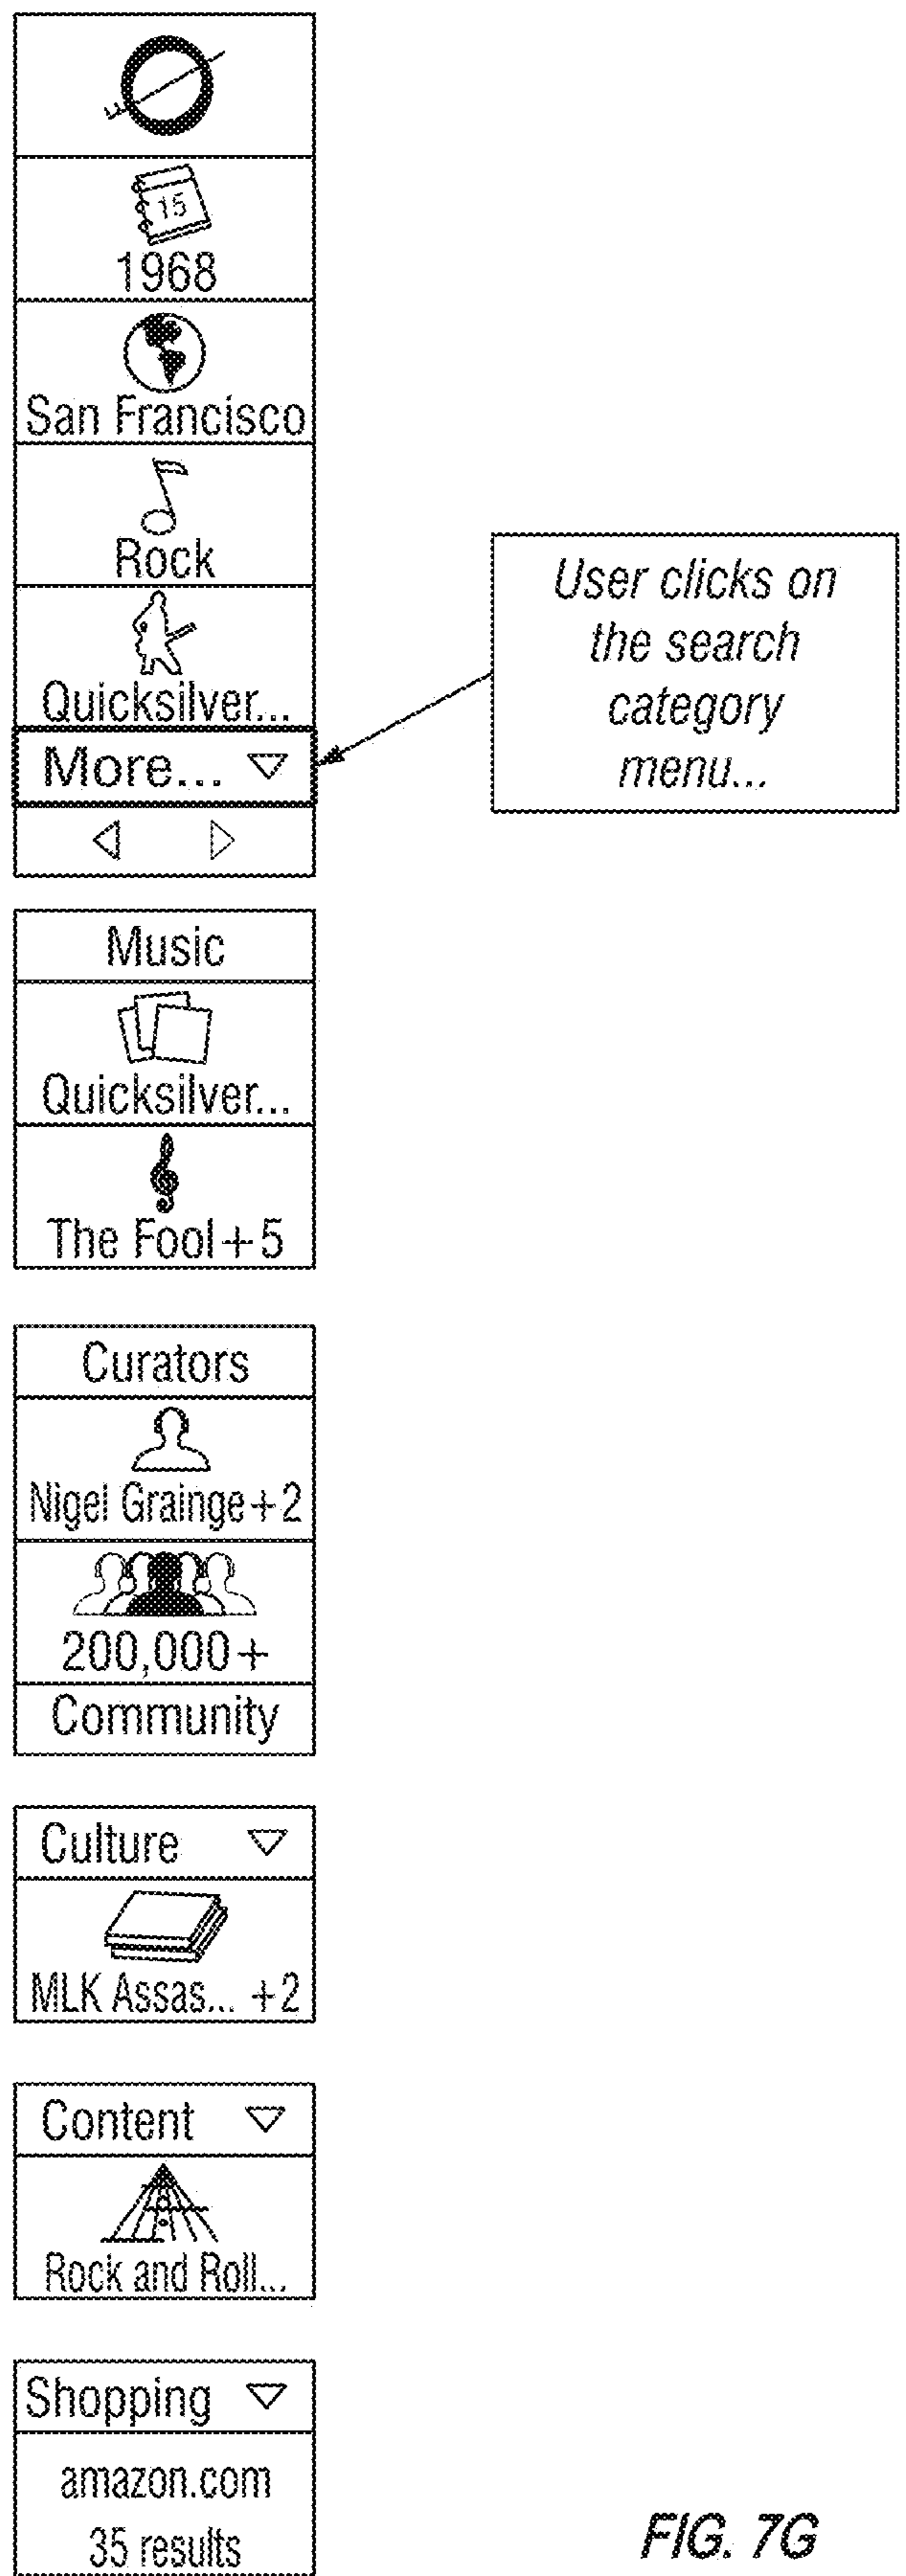 15
1968
San Francisco
Rock
Quicksilver...
More...
User clicks on
the search
category
menu...
Music
Quicksilver...
The Fool+5
Curators
Nigel Grainge+2
200,000+
Community
Culture
MLK Assas... +2
Content
Rock and Roll...
Shopping
amazon.com
35 results
FIG. 7G